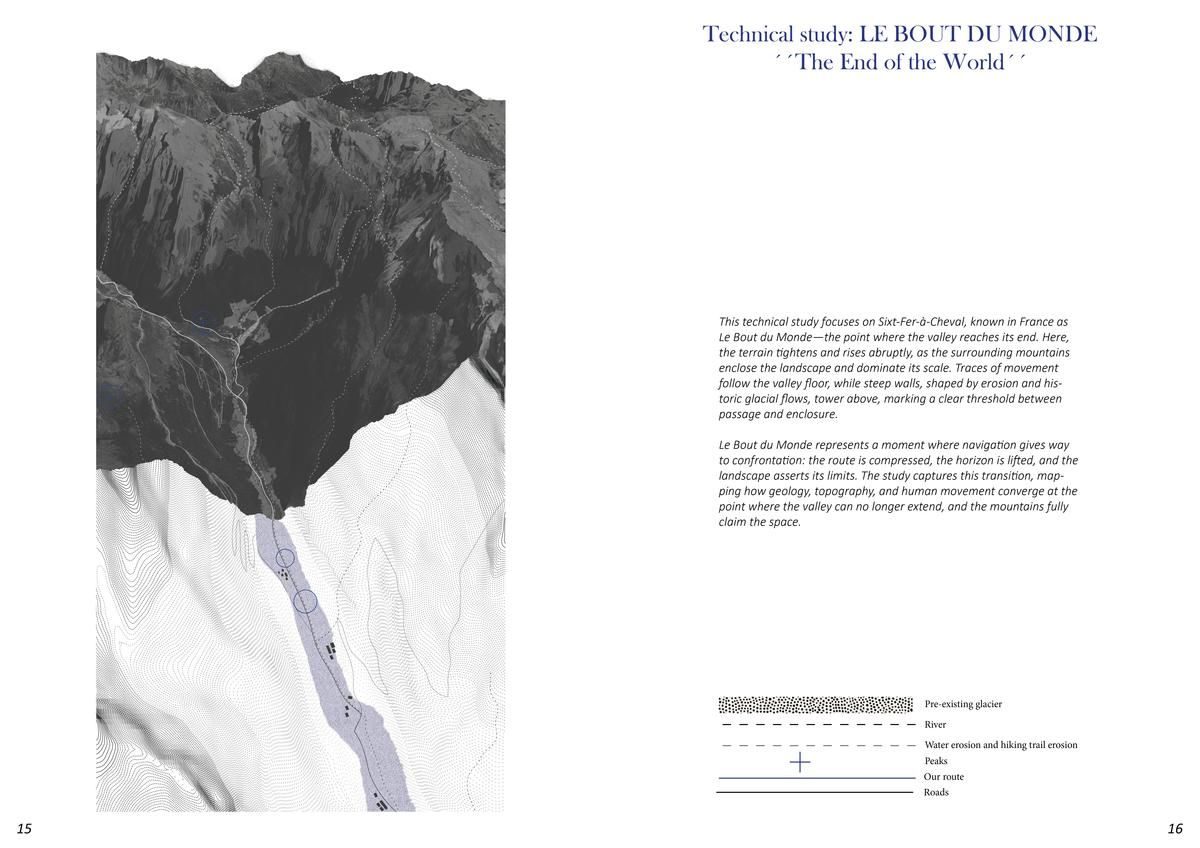 Technical study: LE BOUT DU MONDE
´´The End of the World´´
This technical study focuses on Sixt-Fer-à-Cheval, known in France as
Le Bout du Monde—the point where the valley reaches its end. Here,
the terrain tightens and rises abruptly, as the surrounding mountains
enclose the landscape and dominate its scale. Traces of movement
follow the valley floor, while steep walls, shaped by erosion and his-
toric glacial flows, tower above, marking a clear threshold between
passage and enclosure.
Le Bout du Monde represents a moment where navigation gives way
to confrontation: the route is compressed, the horizon is lifted, and the
landscape asserts its limits. The study captures this transition, map-
ping how geology, topography, and human movement converge at the
point where the valley can no longer extend, and the mountains fully
claim the space.
Pre-existing glacier
River
Water erosion and hiking trail erosion
Peaks
Our route
Roads
15
16